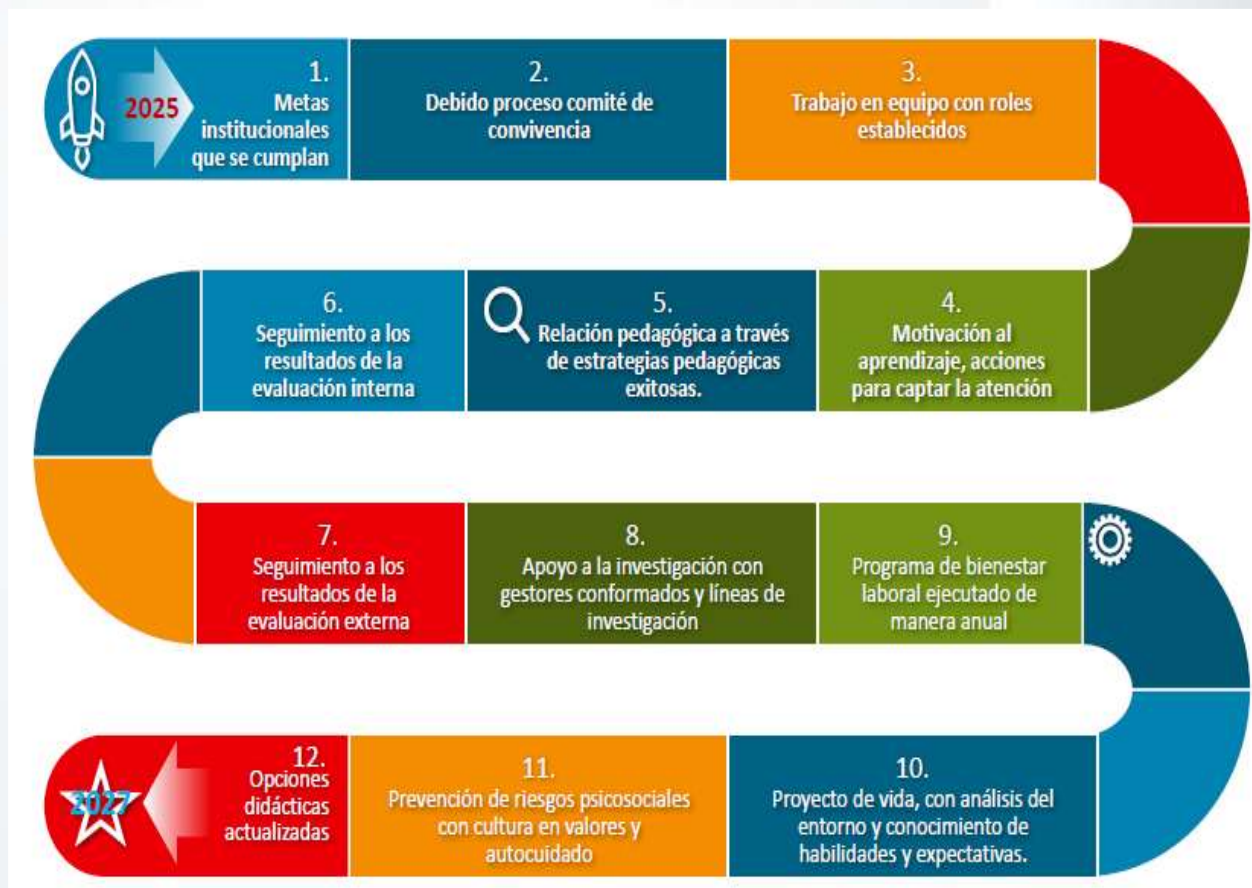 2025
1.
Metas
institucionales
que se cumplan
2.
Debido proceso comité de
convivencia
3.
Trabajo en equipo con roles
establecidos
4.
Motivación al
aprendizaje, acciones
para captar la atención
5.
Relación pedagógica a través
de estrategias pedagógicas
exitosas.
6.
Seguimiento a los
resultados de la
evaluación interna
7.
Seguimiento a los
resultados de la
evaluación externa
8.
Apoyo a la investigación con
gestores conformados y líneas de
investigación
9.
Programa de bienestar
laboral ejecutado de
manera anual
10.
Proyecto de vida, con análisis del
entorno y conocimiento de
habilidades y expectativas.
11.
Prevención de riesgos psicosociales
con cultura en valores y
autocuidado
12.
Opciones
didácticas
actualizadas
2027